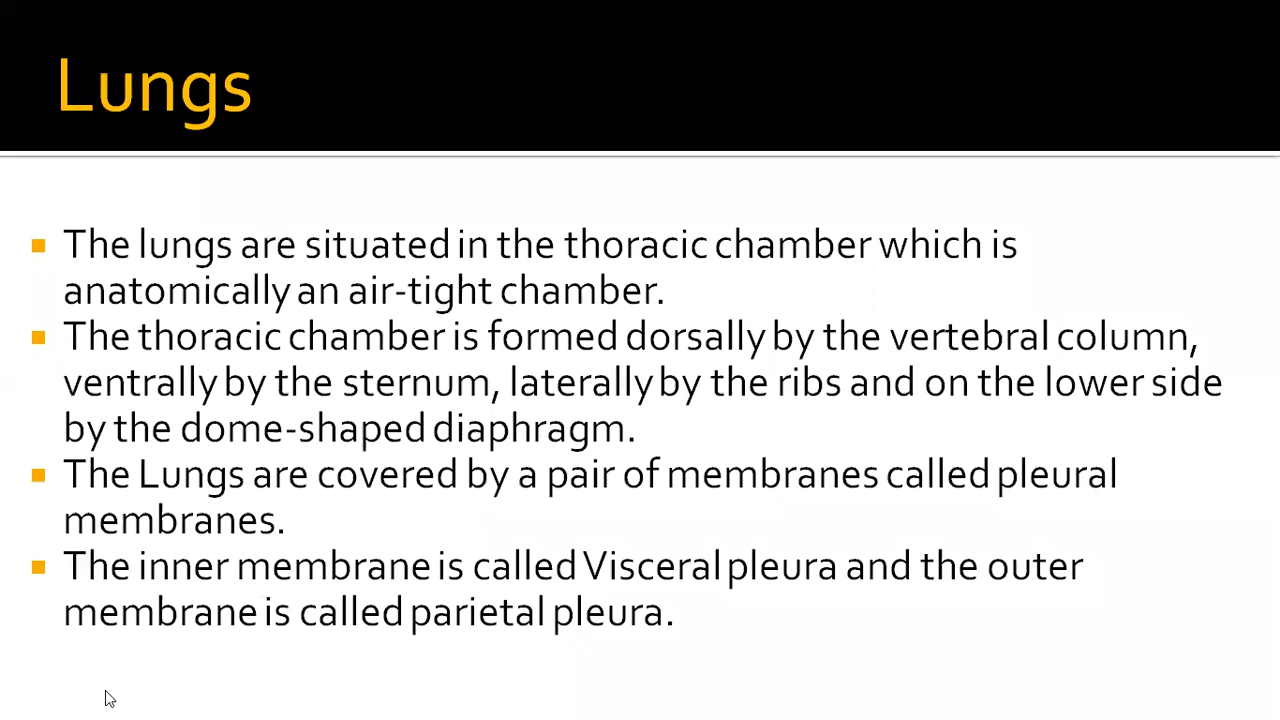 Lungs
The lungs are situated in the thoracic chamber which is
anatomically an air-tight chamber.
The thoracic chamber is formed dorsally by the vertebral column,
ventrally by the sternum, laterally by the ribs and on the lower side
by the dome-shaped diaphragm.
The Lungs are covered by a pair of membranes called pleural
membranes.
The inner membrane is called Visceral pleura and the outer
membrane is called parietal pleura.